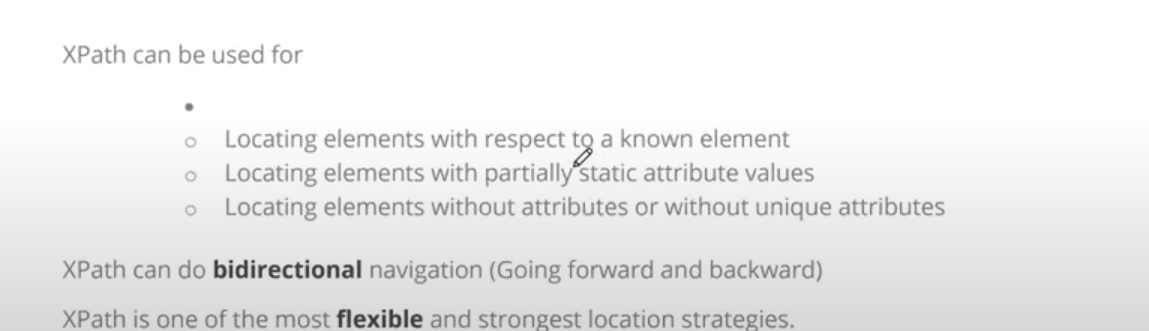 XPath can be used for
Locating elements with respect to a known element
Locating elements with partially static attribute values
Locating elements without attributes or without unique attributes
XPath can do bidirectional navigation (Going forward and backward)
XPath is one of the most flexible and strongest location strategies.